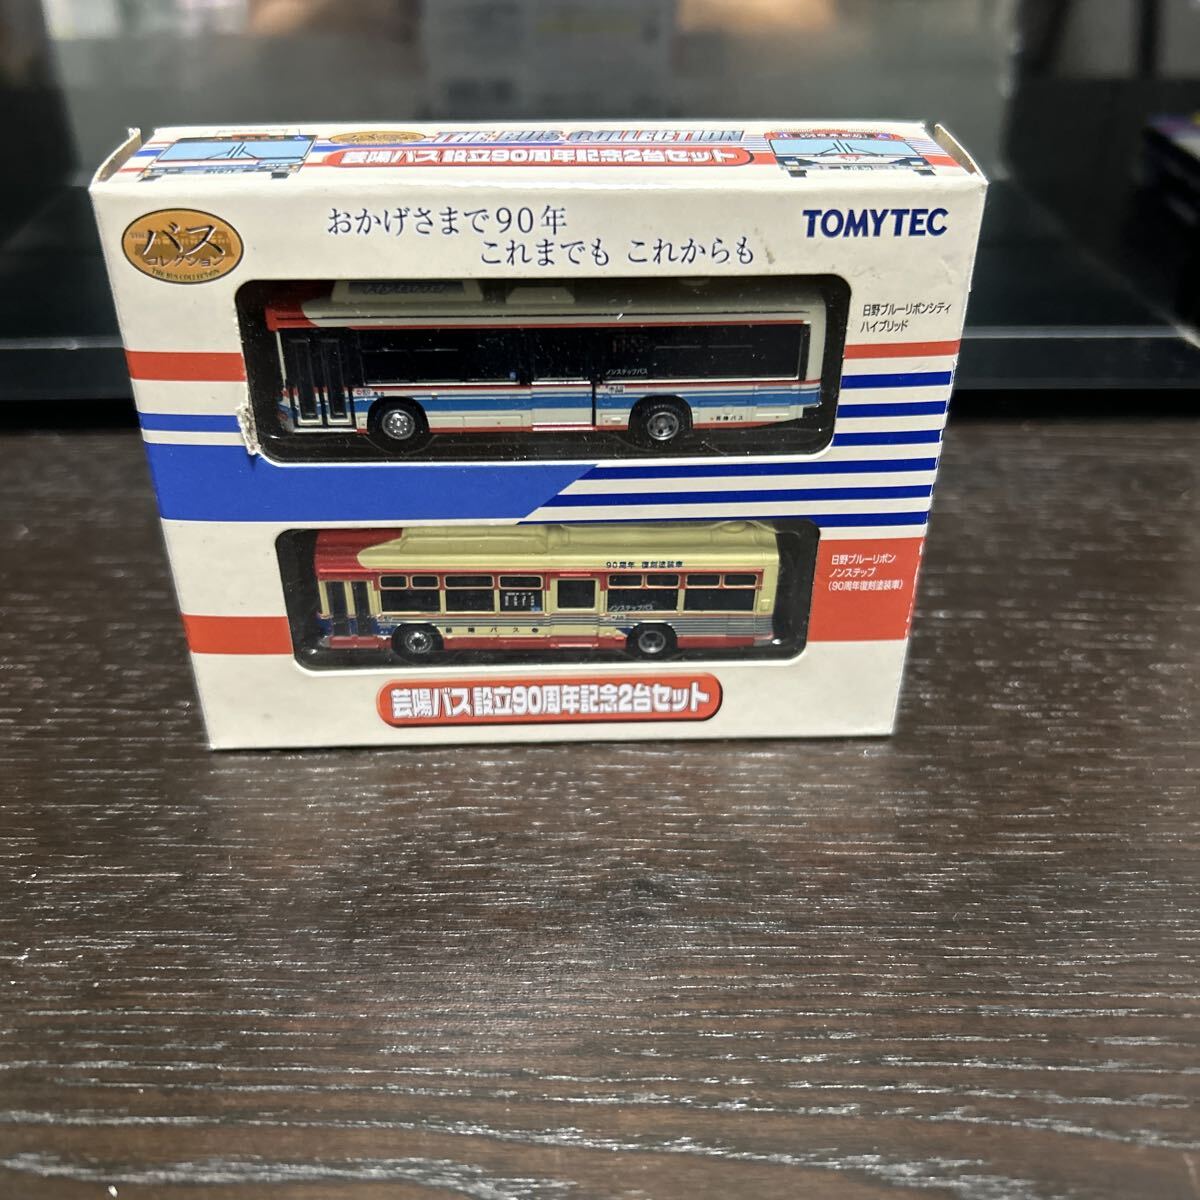 THE BUS COLLECTION
芸陽バス設立90周年記念2台セット
バス
コレクション
THE BUS COLLECTION
おかげさまで90年
これまでも これからも
TOMYTEC
日野ブルーリボンシティ
ハイブリッド
ノンステップバス
芸陽バス
日野ブルーリボン
ノンステップ
(90周年復刻塗装車)
90周年 復刻塗装車
ノンステップバス
芸陽バス
芸陽バス設立90周年記念2台セット